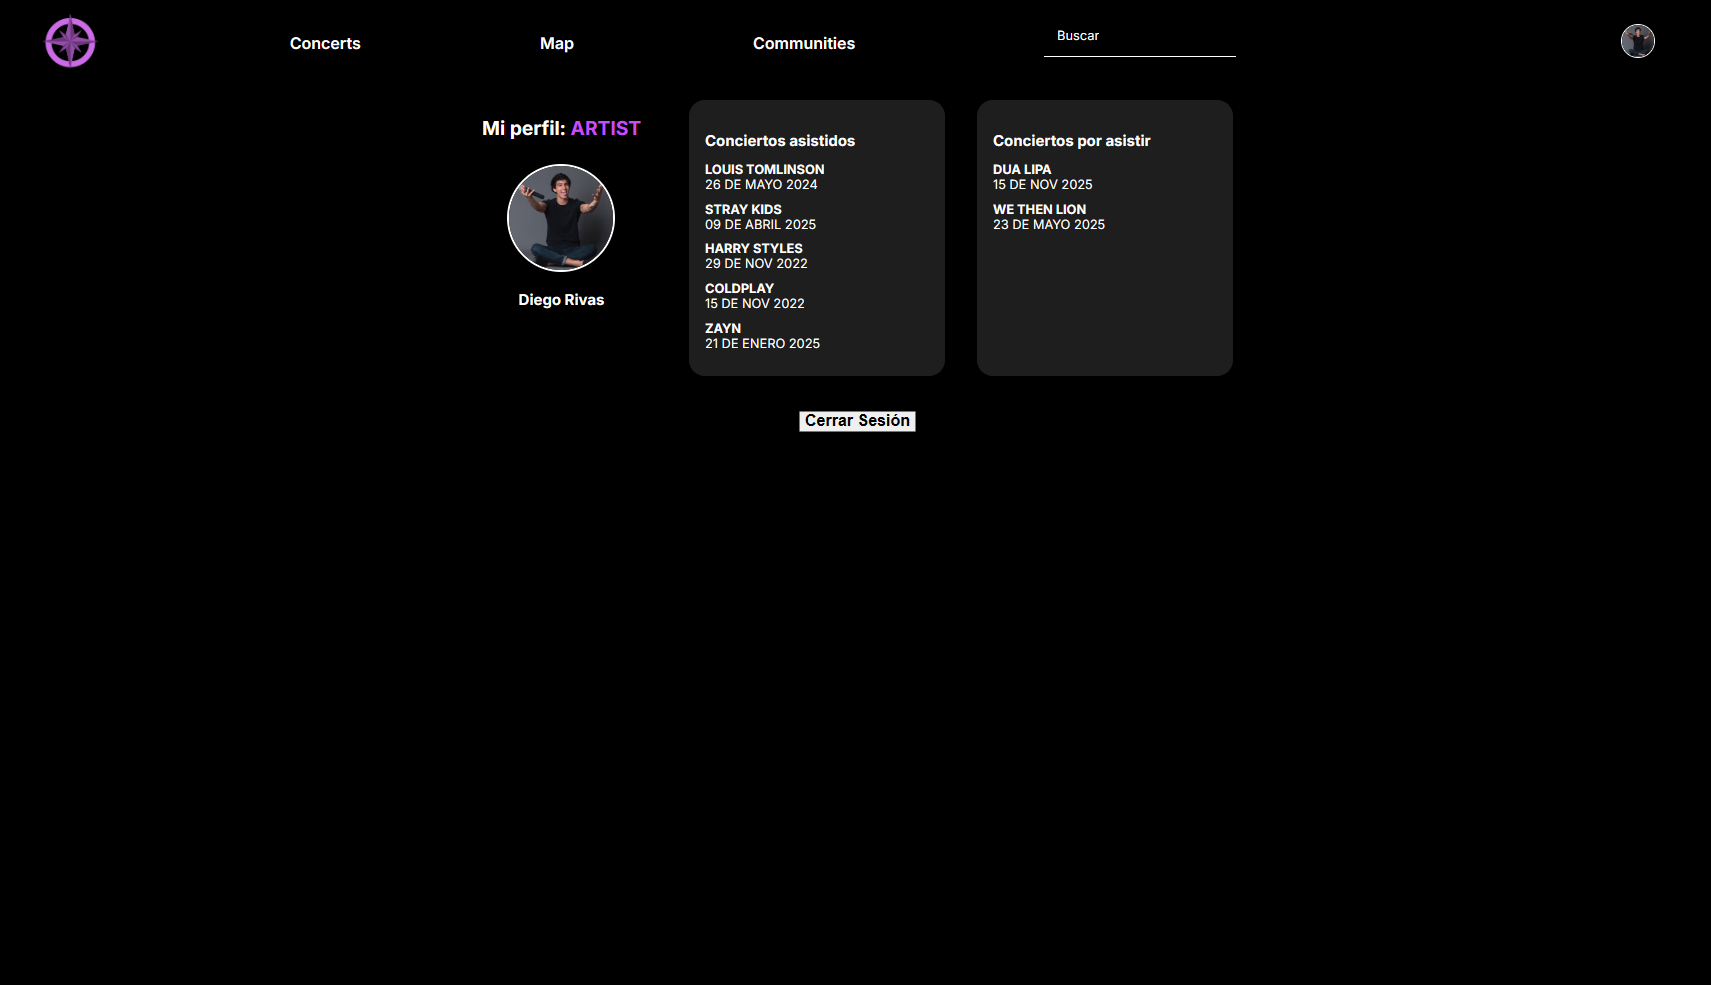 Concerts
Map
Communities
Buscar
Mi perfil: ARTIST
Diego Rivas
Conciertos asistidos
LOUIS TOMLINSON
26 DE MAYO 2024
STRAY KIDS
09 DE ABRIL 2025
HARRY STYLES
29 DE NOV 2022
COLDPLAY
15 DE NOV 2022
ZAYN
21 DE ENERO 2025
Conciertos por asistir
DUA LIPA
15 DE NOV 2025
WE THEN LION
23 DE MAYO 2025
Cerrar Sesión